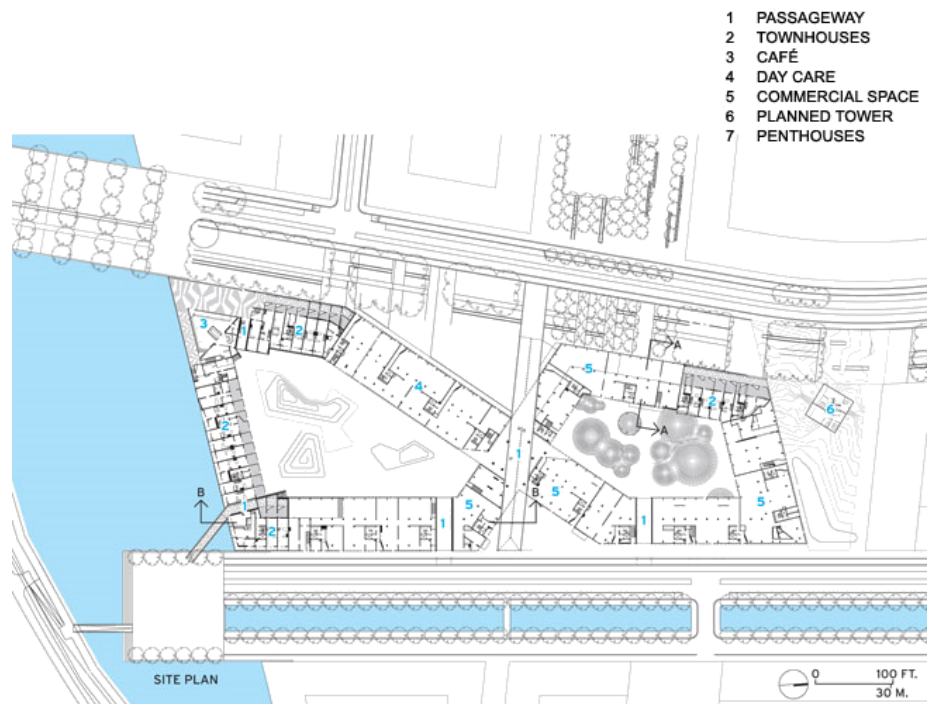 1 PASSAGEWAY
2 TOWNHOUSES
3 CAFÉ
4 DAY CARE
5 COMMERCIAL SPACE
6 PLANNED TOWER
7 PENTHOUSES
3
1
2
A
5
4
2
6
A
2
1
B
B
5
5
5
1
2
1
1
SITE PLAN
0 100 FT.
30 M.